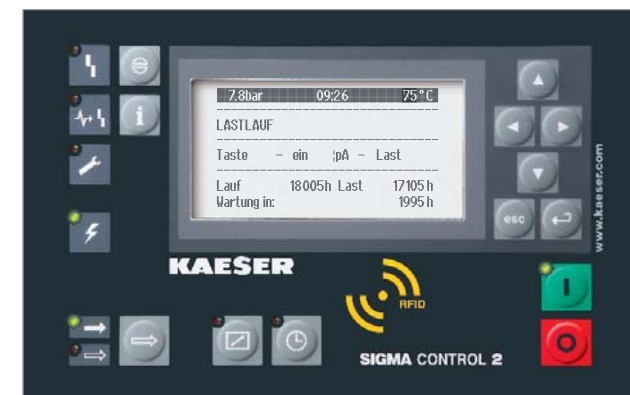 7.8bar 09:26 75°C
LASTLAUF
Taste - ein ¦pA - Last
Lauf 18005h Last 17105h
Wartung in: 1995h
esc
www.kaeser.com
KAESER
RFID
I
SIGMA CONTROL 2
O
i